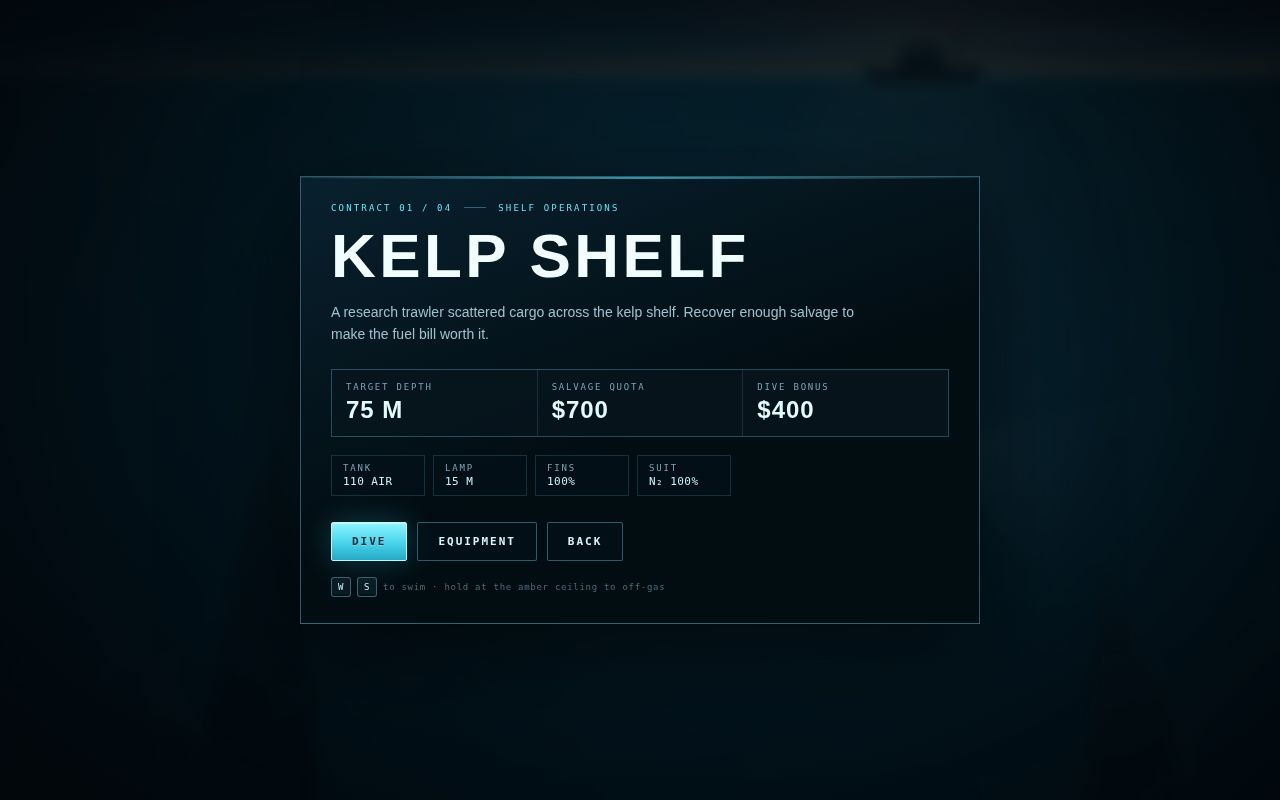 CONTRACT 01 / 04 SHELF OPERATIONS
KELP SHELF
A research trawler scattered cargo across the kelp shelf. Recover enough salvage to
make the fuel bill worth it.
TARGET DEPTH SALVAGE QUOTA DIVE BONUS
75 M $700 $400
TANK LAMP FINS SUIT
110 AIR 15 M 100% N₂ 100%
DIVE EQUIPMENT BACK
W S to swim · hold at the amber ceiling to off-gas